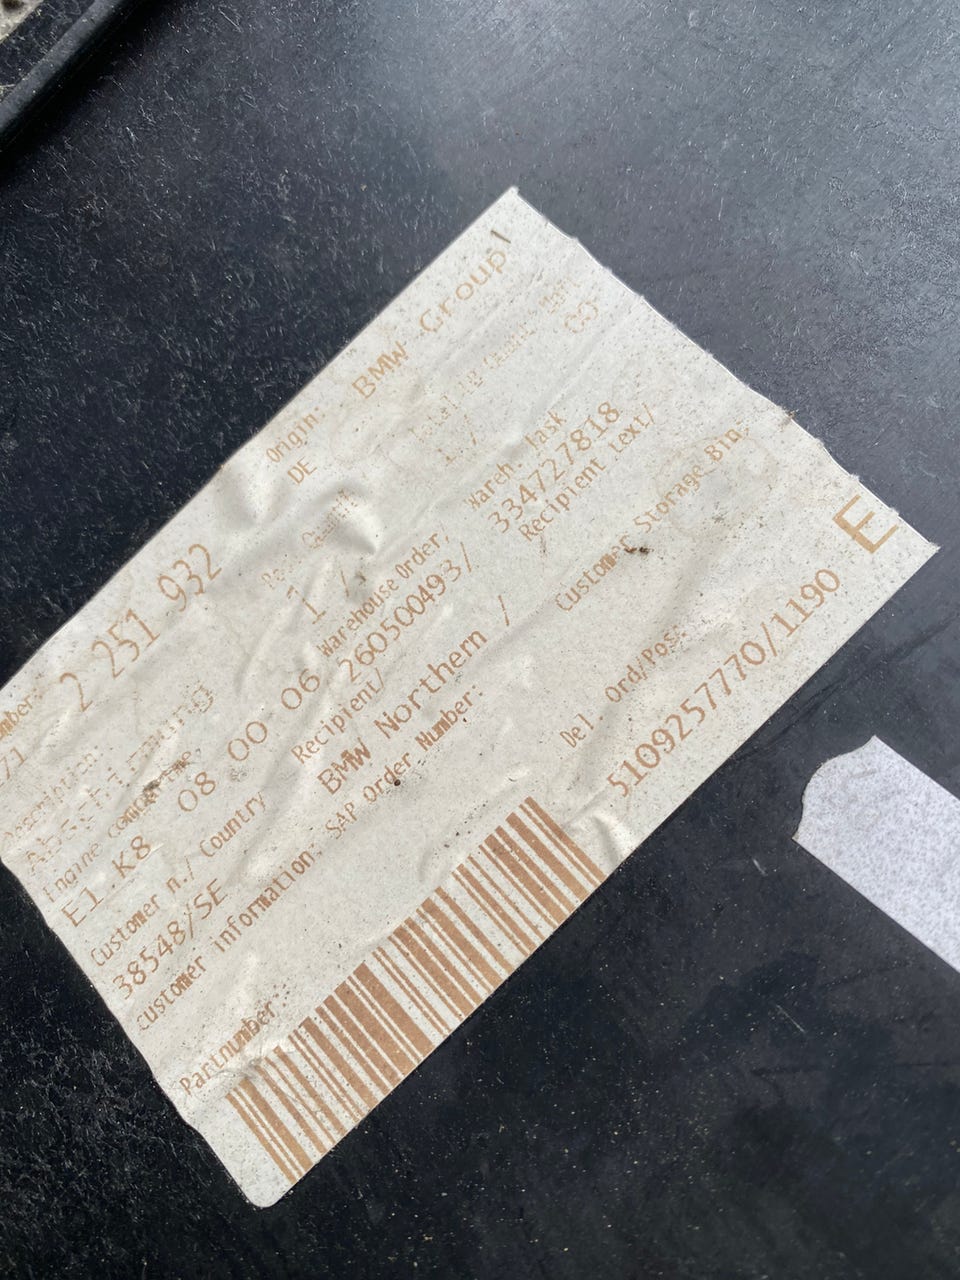 2 251 932
Origin:
DE
BMW Group
71
1 /
1 /
Engine
E1.K8 08 00 06
Warehouse Order/
260500493/
Wareh. Task
334727818
Customer n./ Country
38548/SE
Recipient/
BMW Northern /
Recipient text/
customer information:
SAP Order Number:
Customer Storage Bin:
Partnumber:
Del. Ord/Pos.
5109257770/1190
E